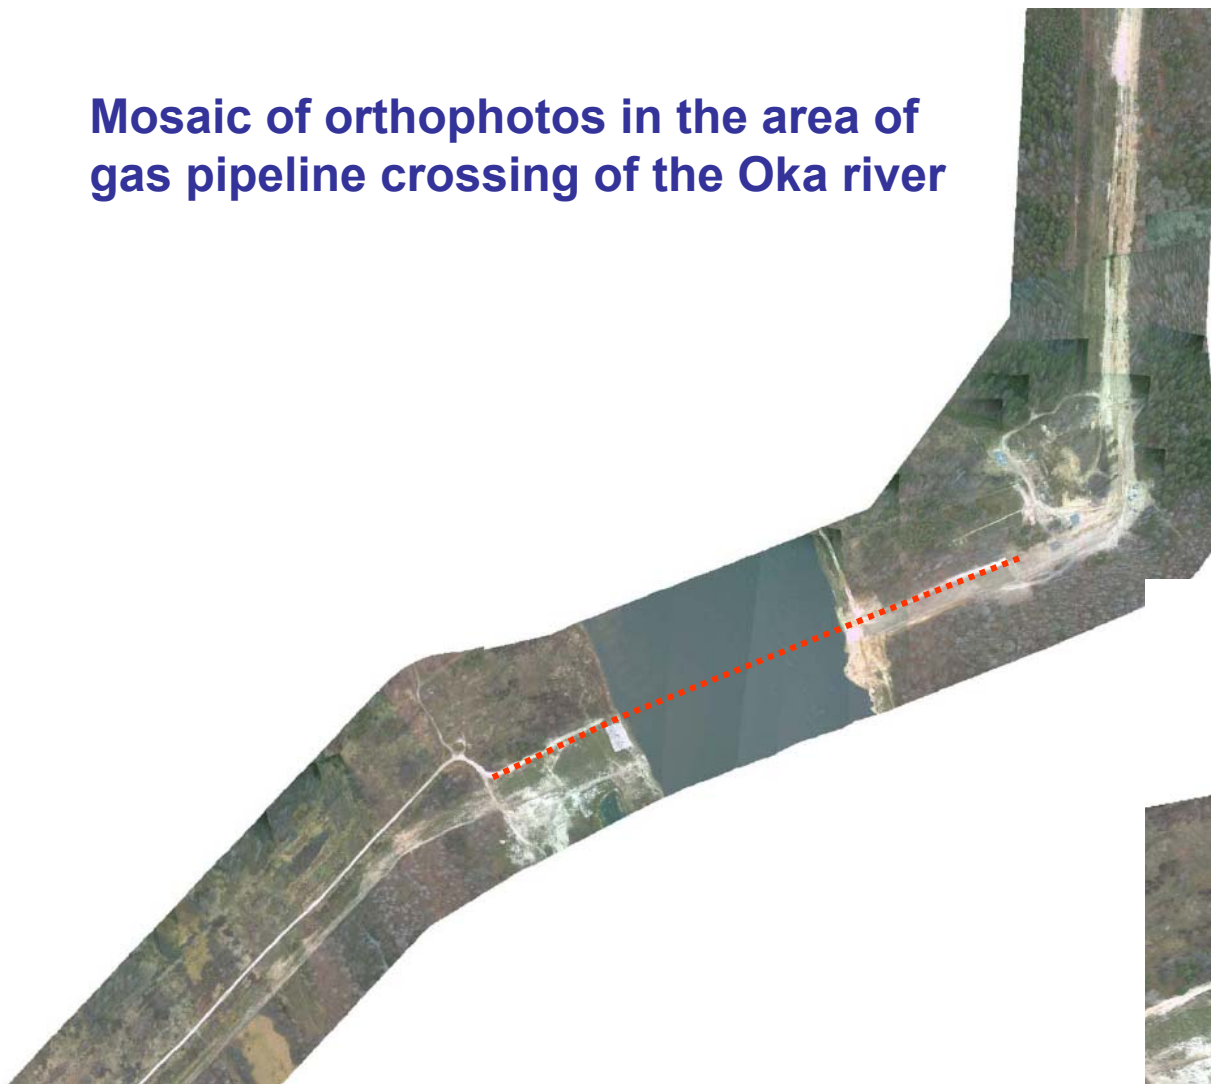 Mosaic of orthophotos in the area of
gas pipeline crossing of the Oka river